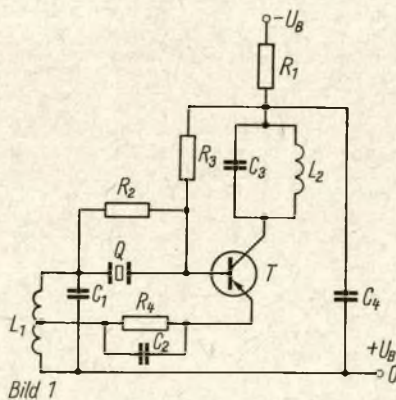 -U_B
R_1
R_3
C_3
L_2
R_2
Q
T
C_1
R_4
C_4
L_1
C_2
+U_B
0
Bild 1